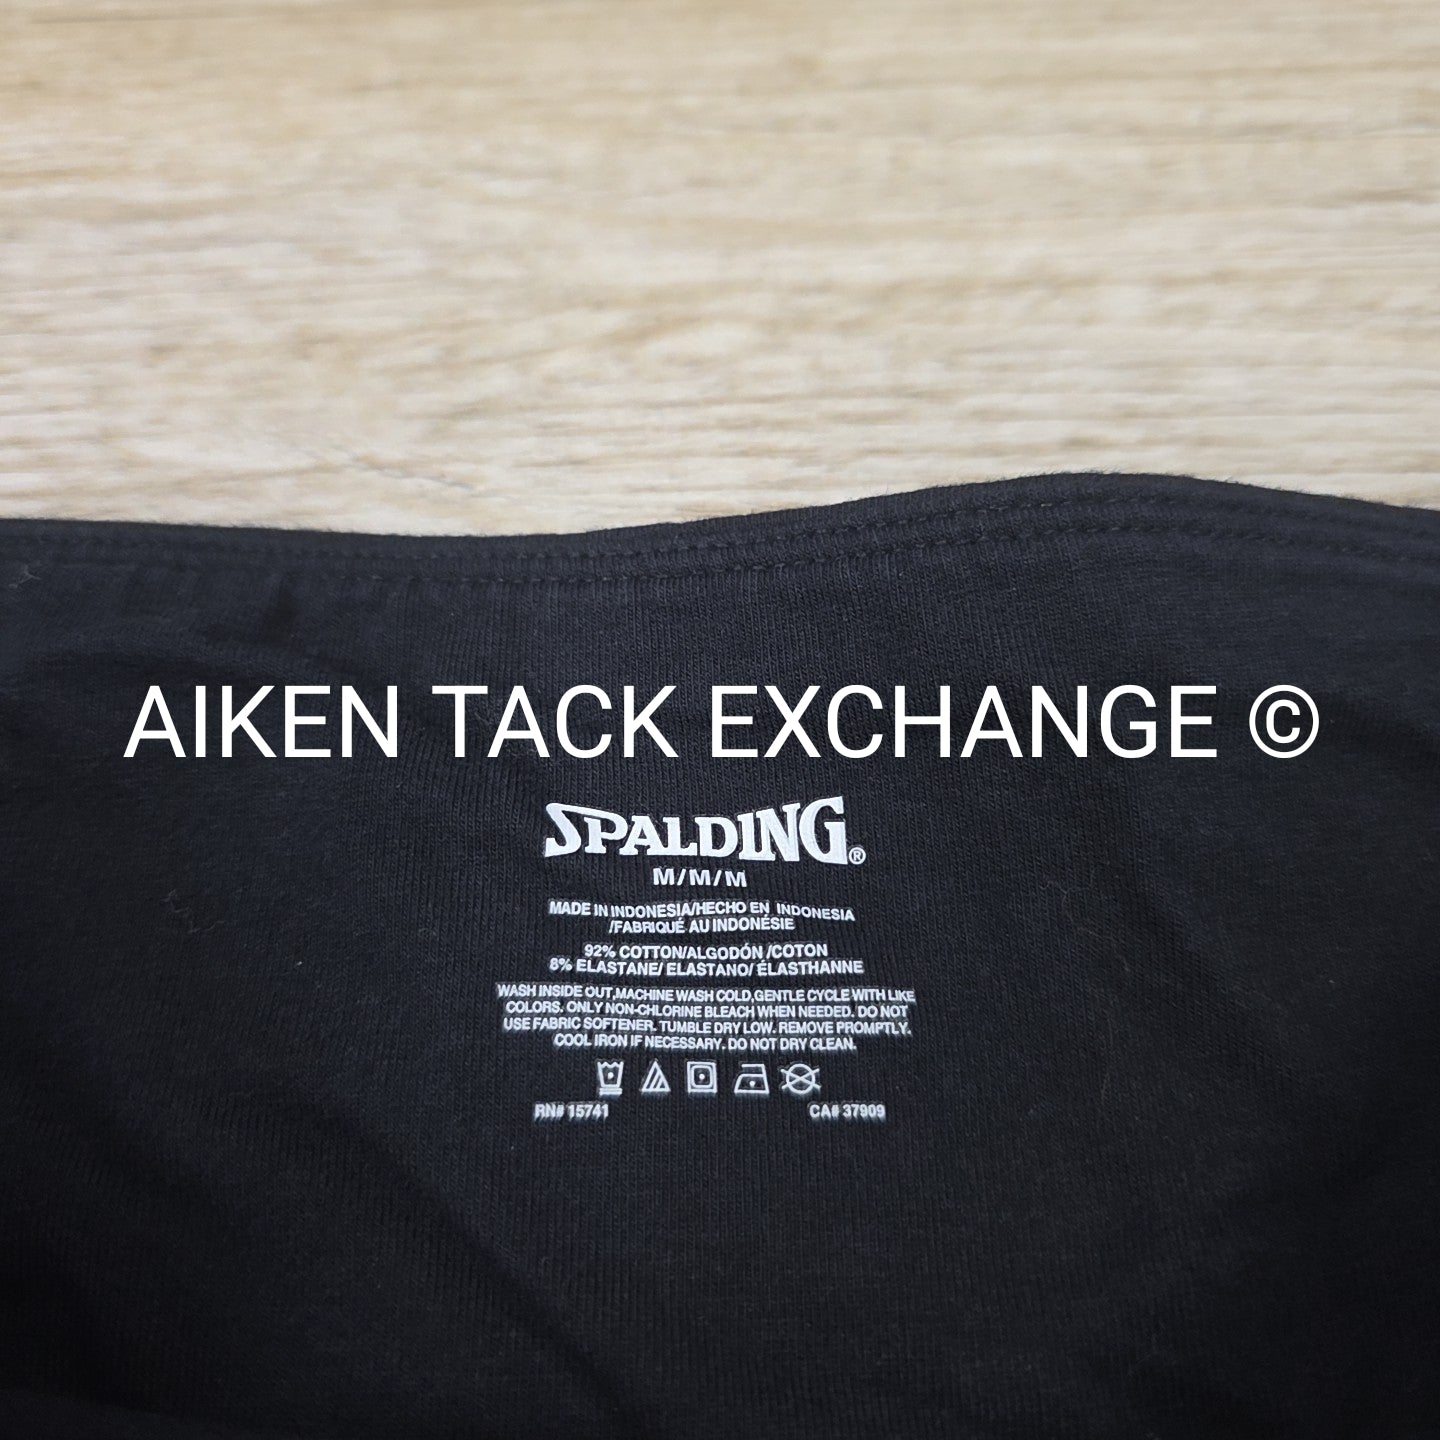 AIKEN TACK EXCHANGE ©
SPALDING®
M/M/M
MADE IN INDONESIA/HECHO EN INDONESIA
/FABRIQUÉ AU INDONÉSIE
92% COTTON/ALGODÓN /COTON
8% ELASTANE/ ELASTANO/ ÉLASTHANNE
WASH INSIDE OUT,MACHINE WASH COLD,GENTLE CYCLE WITH LIKE
COLORS. ONLY NON-CHLORINE BLEACH WHEN NEEDED. DO NOT
USE FABRIC SOFTENER. TUMBLE DRY LOW. REMOVE PROMPTLY.
COOL IRON IF NECESSARY. DO NOT DRY CLEAN.
RN# 15741 CA# 37909